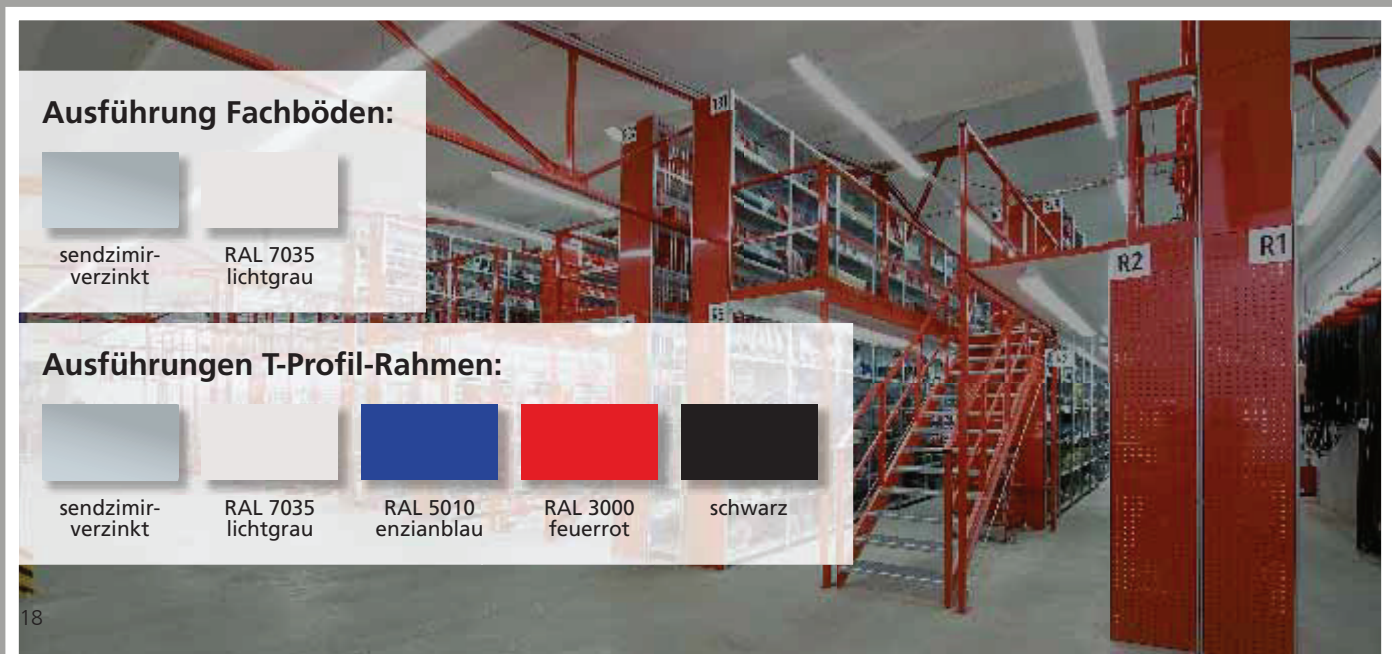 Ausführung Fachböden:
sendzimir-
verzinkt
RAL 7035
lichtgrau
Ausführungen T-Profil-Rahmen:
sendzimir-
verzinkt
RAL 7035
lichtgrau
RAL 5010
enzianblau
RAL 3000
feuerrot
schwarz
R2
R1
18